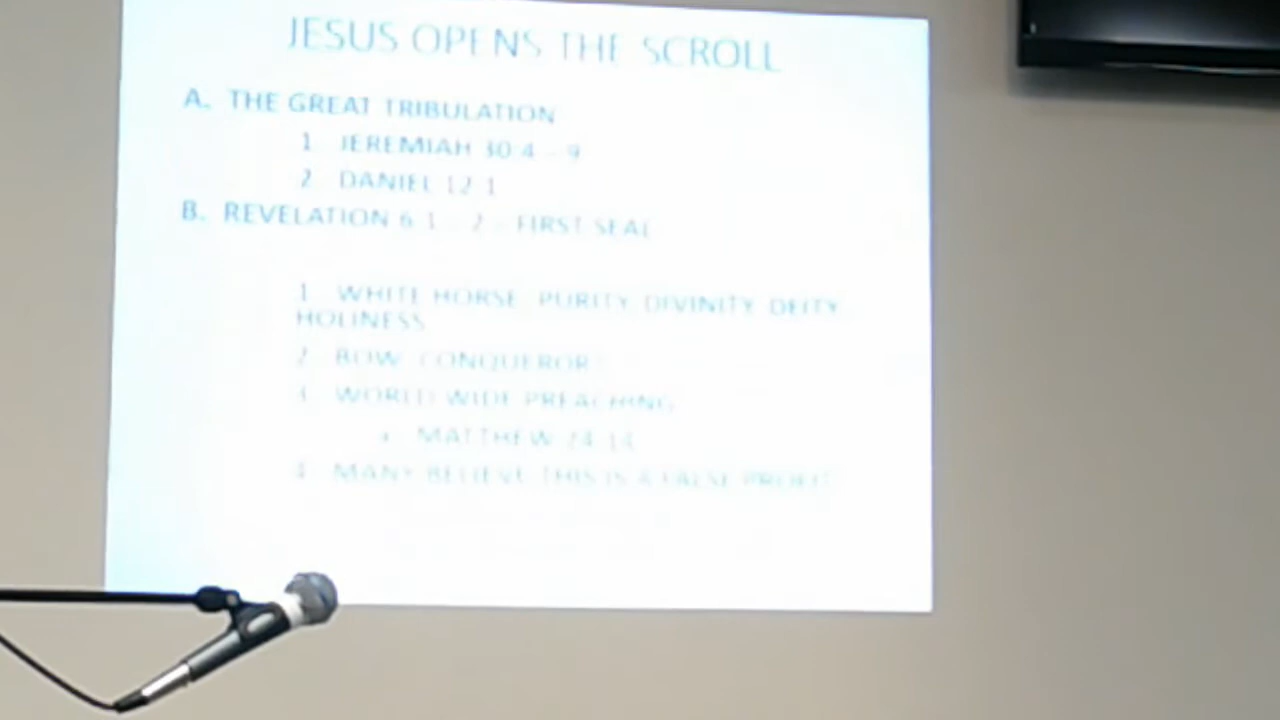 JESUS OPENS THE SCROLL
A. THE GREAT TRIBULATION
1. JEREMIAH 30:4 - 9
2. DANIEL 12:1
B. REVELATION 6:1 - 2 - FIRST SEAL
1. WHITE HORSE: PURITY, DIVINITY, DEITY,
HOLINESS
2. BOW: CONQUEROR?
3. WORLD WIDE PREACHING
a. MATTHEW 24:14
4. MANY BELIEVE THIS IS A FALSE PROFIT